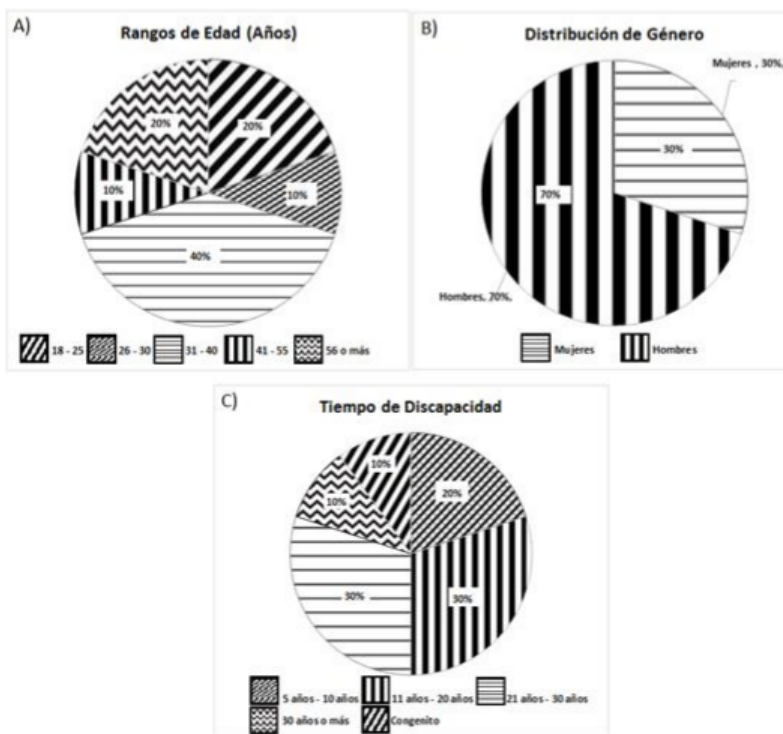 A)
Rangos de Edad (Años)
20%
20%
10%
10%
40%
18 - 25
26 - 30
31 - 40
41 - 55
56 o más
B)
Distribución de Género
Mujeres , 30%,
30%
70%
Hombres, 70%,
Mujeres
Hombres
C)
Tiempo de Discapacidad
10%
20%
10%
30%
30%
5 años - 10 años
11 años - 20 años
21 años - 30 años
30 años o más
Congenito